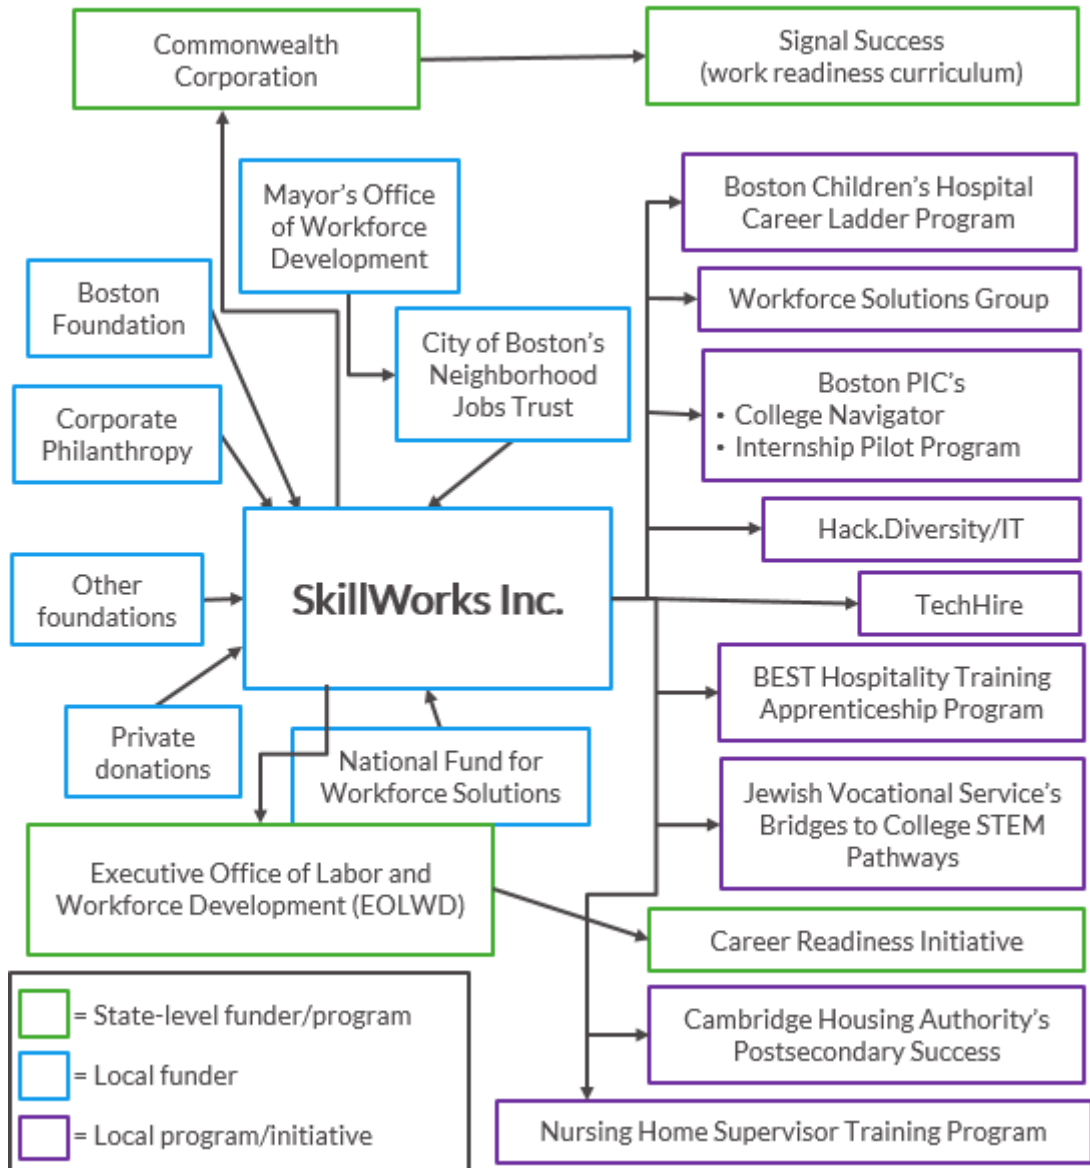 Commonwealth
Corporation
Signal Success
(work readiness curriculum)
Mayor’s Office
of Workforce
Development
Boston Children’s Hospital
Career Ladder Program
Boston
Foundation
Workforce Solutions Group
City of Boston’s
Neighborhood
Jobs Trust
Boston PIC’s
• College Navigator
• Internship Pilot Program
Corporate
Philanthropy
Hack.Diversity/IT
Other
foundations
SkillWorks Inc.
TechHire
BEST Hospitality Training
Apprenticeship Program
Private
donations
National Fund for
Workforce Solutions
Jewish Vocational Service’s
Bridges to College STEM
Pathways
Executive Office of Labor and
Workforce Development (EOLWD)
Career Readiness Initiative
= State-level funder/program
= Local funder
= Local program/initiative
Cambridge Housing Authority’s
Postsecondary Success
Nursing Home Supervisor Training Program